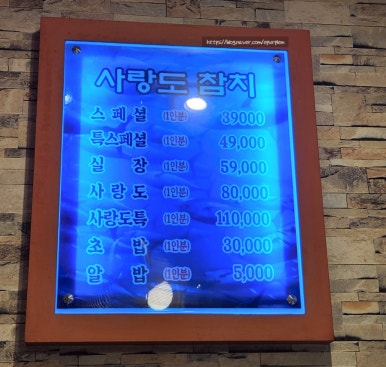 사랑도 참치
스페셜 (1인분) 39000
특스페셜 (1인분) 49,000
실장 (1인분) 59,000
사랑도 (1인분) 80,000
사랑도특 (1인분) 110,000
초밥 (1인분) 30,000
알밥 (1인분) 5,000